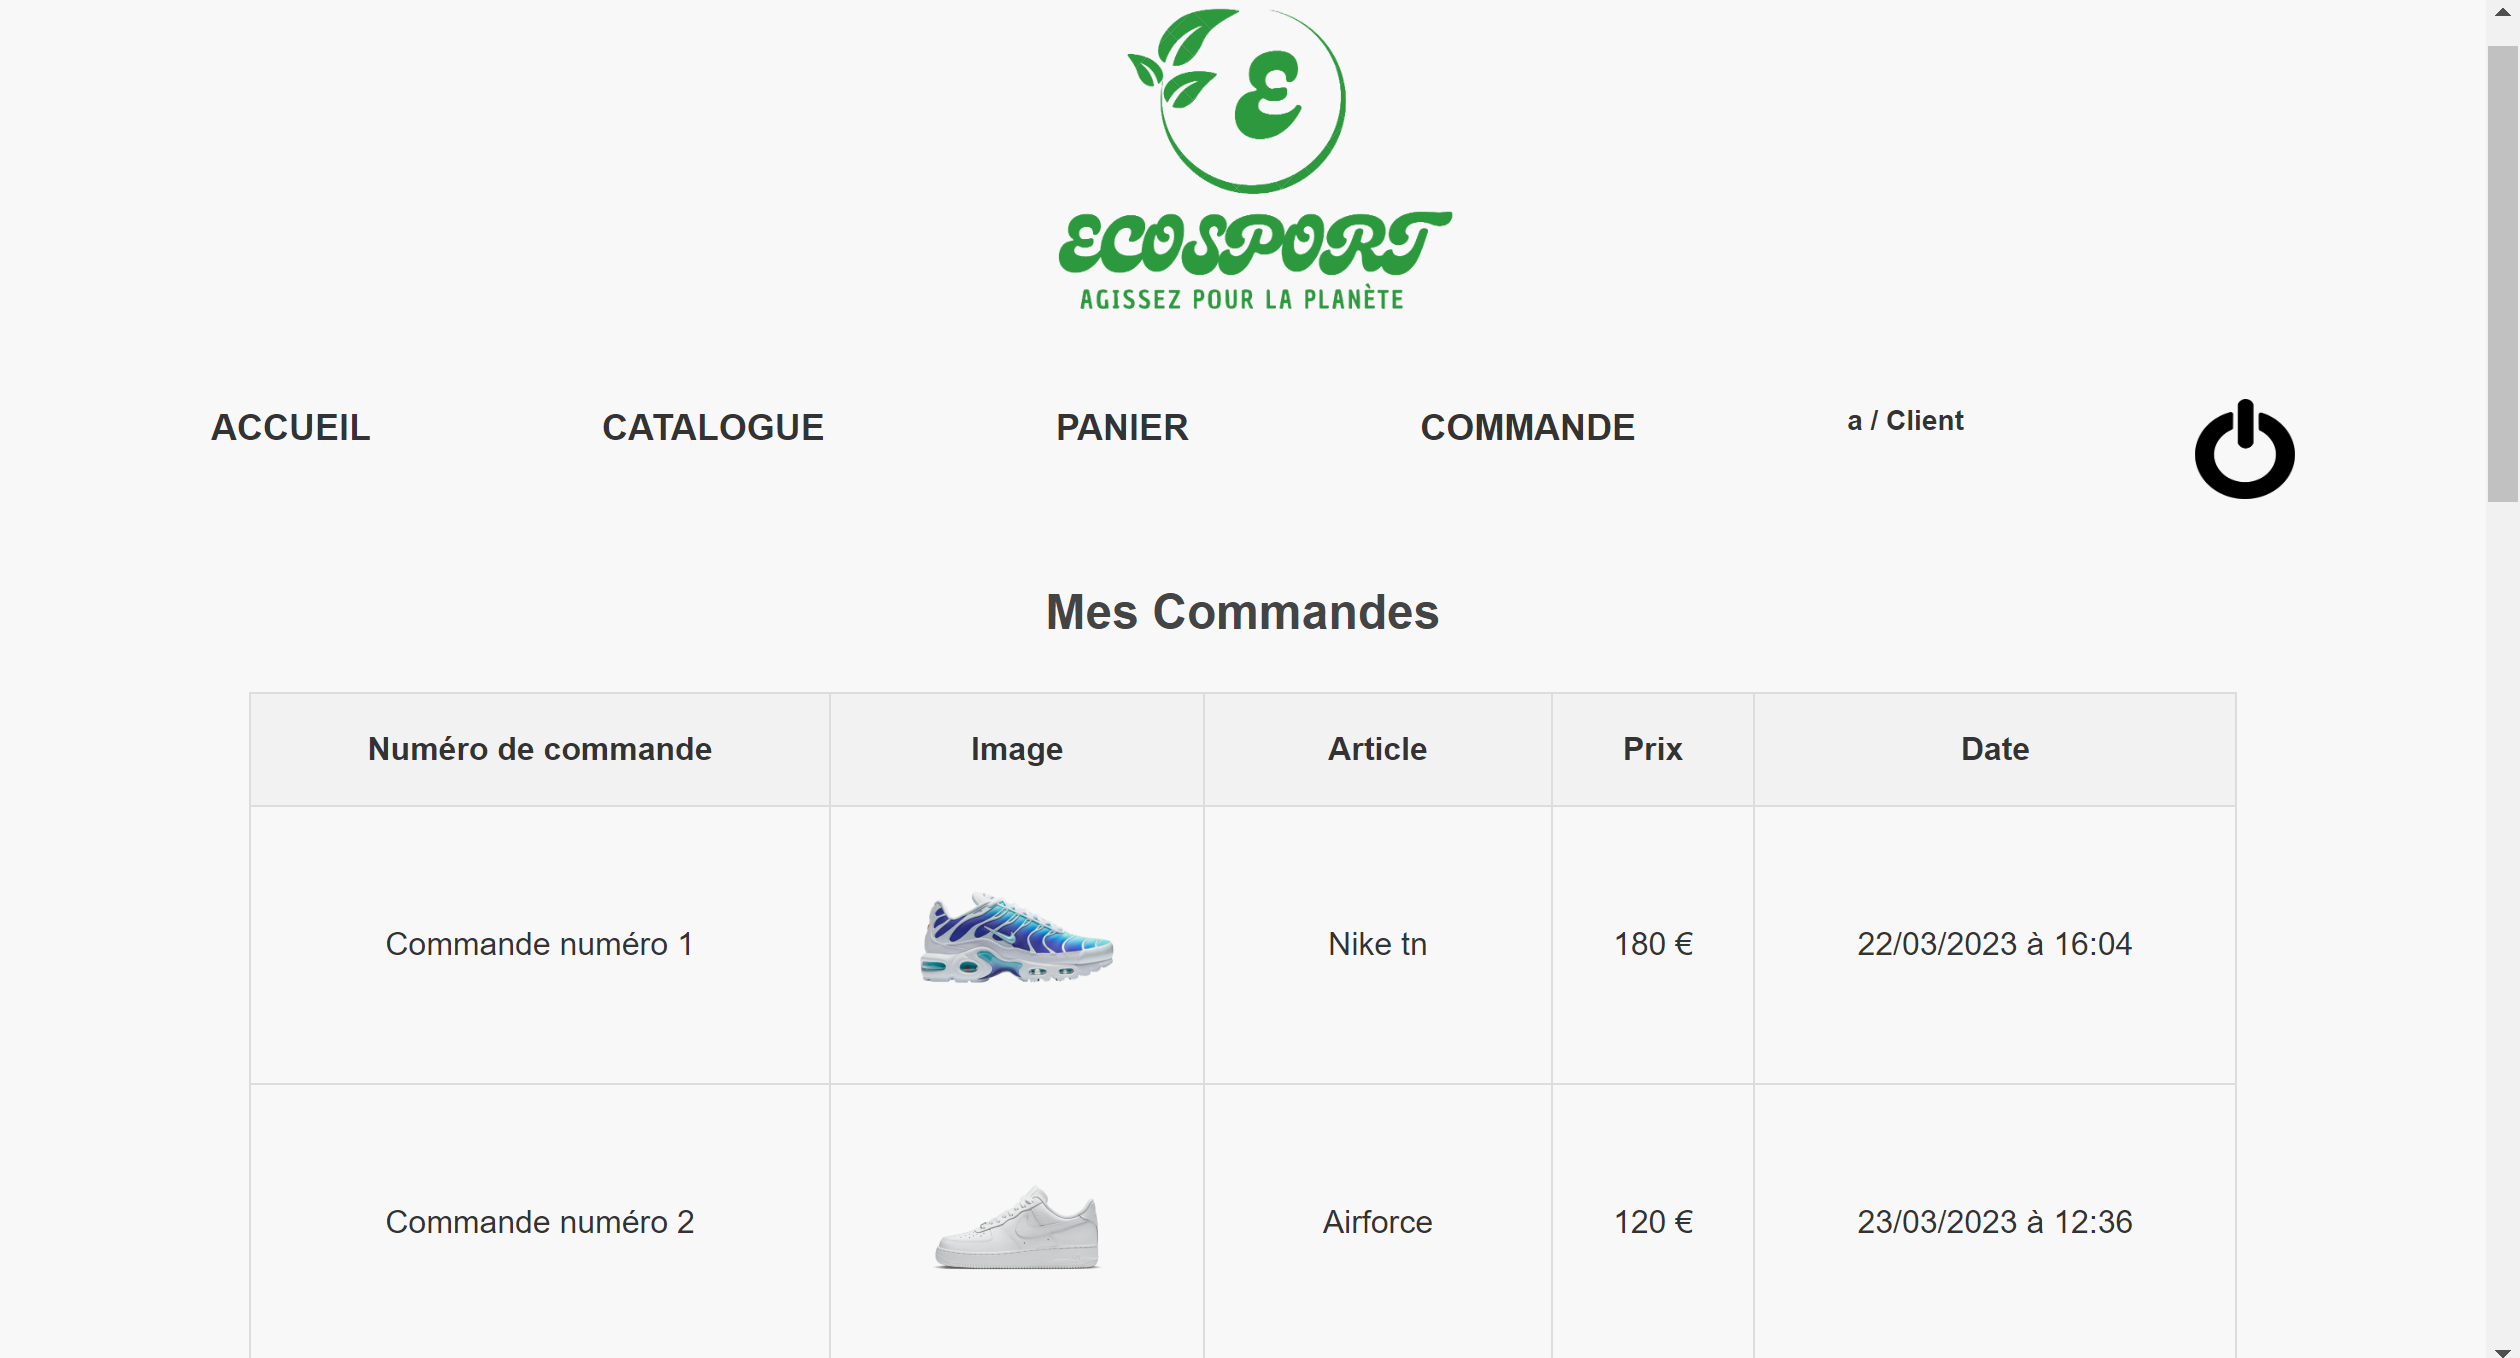 E
ECOSPORT
AGISSEZ POUR LA PLANÈTE
ACCUEIL CATALOGUE PANIER COMMANDE a / Client
Mes Commandes
Numéro de commande Image Article Prix Date
Commande numéro 1 Nike tn 180 € 22/03/2023 à 16:04
Commande numéro 2 Airforce 120 € 23/03/2023 à 12:36